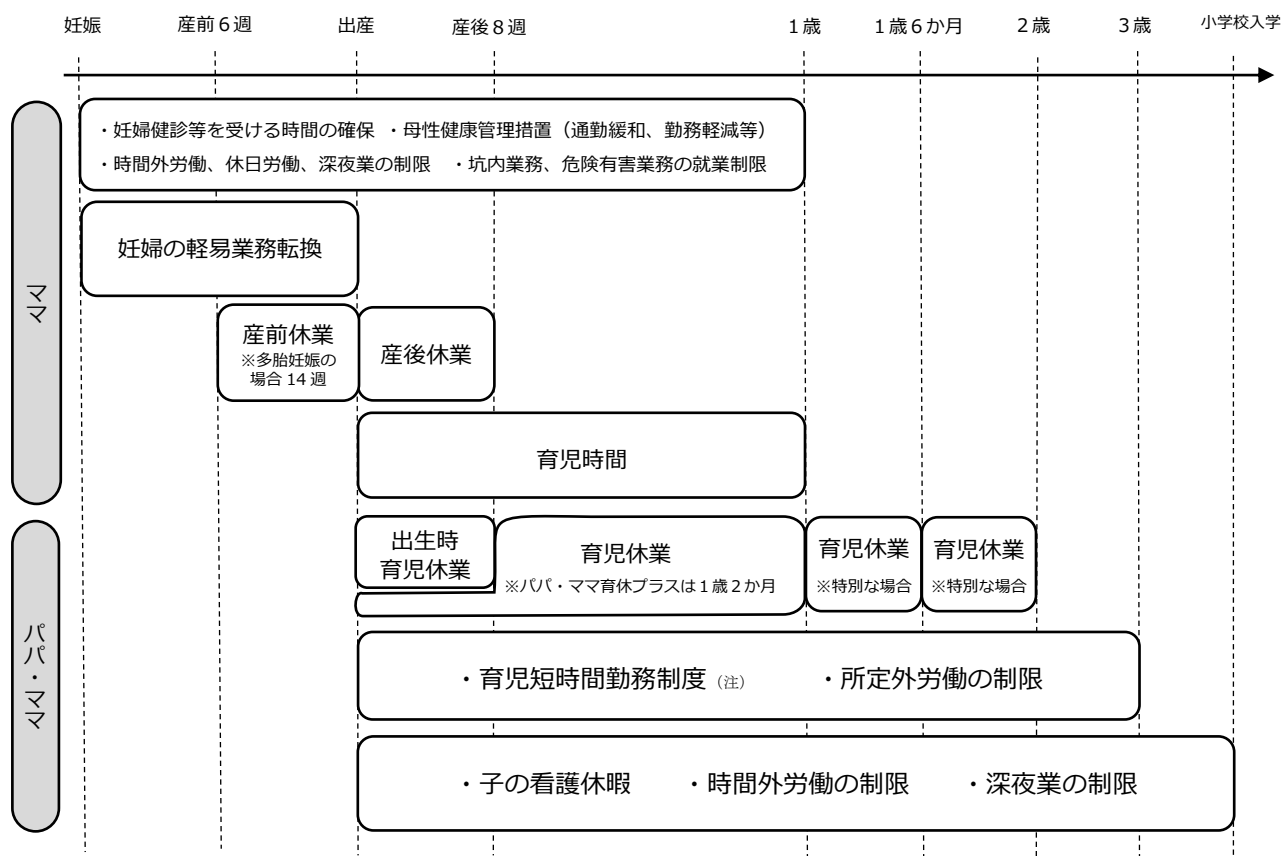 妊娠
産前6週
出産
産後8週
1歳
1歳6か月
2歳
3歳
小学校入学
ママ
・妊婦健診等を受ける時間の確保 ・母性健康管理措置（通勤緩和、勤務軽減等）
・時間外労働、休日労働、深夜業の制限 ・坑内業務、危険有害業務の就業制限
妊婦の軽易業務転換
産前休業
※多胎妊娠の
場合 14 週
産後休業
育児時間
パパ・ママ
出生時
育児休業
育児休業
※パパ・ママ育休プラスは1歳2か月
育児休業
※特別な場合
育児休業
※特別な場合
・育児短時間勤務制度（注） ・所定外労働の制限
・子の看護休暇 ・時間外労働の制限 ・深夜業の制限